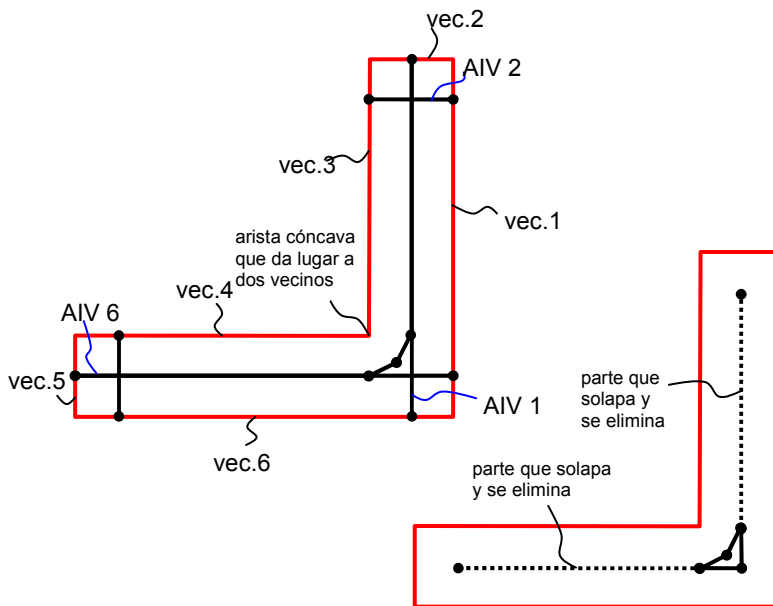 vec.2
AIV 2
vec.3
vec.1
arista cóncava
que da lugar a
dos vecinos
vec.4
AIV 6
vec.5
AIV 1
vec.6
parte que
solapa y
se elimina
parte que solapa
y se elimina